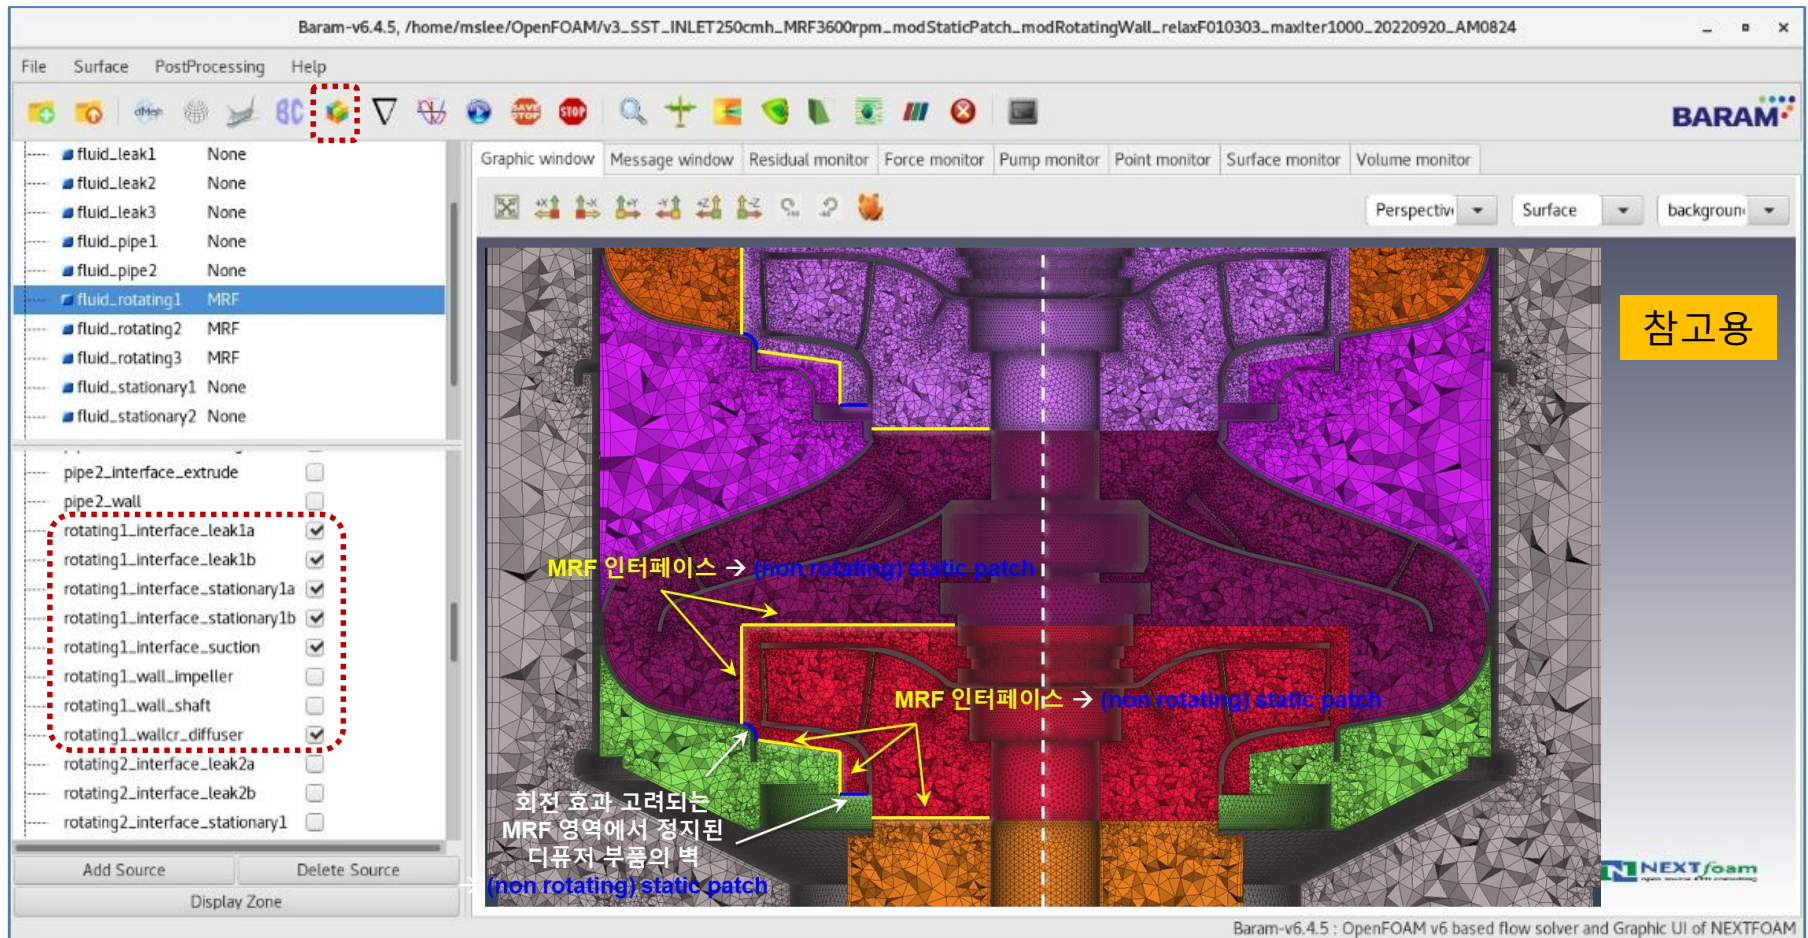 Baram-v6.4.5, /home/mslee/OpenFOAM/v3_SST_INLET250cmh_MRF3600rpm_modStaticPatch_modRotatingWall_relaxF010303_maxIter1000_20220920_AM0824
File Surface PostProcessing Help
BC
SAVE STOP
STOP
BARAM
fluid_leak1 None
fluid_leak2 None
fluid_leak3 None
fluid_pipe1 None
fluid_pipe2 None
fluid_rotating1 MRF
fluid_rotating2 MRF
fluid_rotating3 MRF
fluid_stationary1 None
fluid_stationary2 None
pipe2_interface_extrude
pipe2_wall
rotating1_interface_leak1a
rotating1_interface_leak1b
rotating1_interface_stationary1a
rotating1_interface_stationary1b
rotating1_interface_suction
rotating1_wall_impeller
rotating1_wall_shaft
rotating1_wallcr_diffuser
rotating2_interface_leak2a
rotating2_interface_leak2b
rotating2_interface_stationary1
Add Source Delete Source
Display Zone
Graphic window Message window Residual monitor Force monitor Pump monitor Point monitor Surface monitor Volume monitor
+X -X +Y -Y +Z -Z
Surface
참고용
MRF 인터페이스 → (non rotating) static patch
MRF 인터페이스 → (non rotating) static patch
회전 효과 고려되는
MRF 영역에서 정지된
디퓨저 부품의 벽
→ (non rotating) static patch
NEXTfoam
Baram-v6.4.5 : OpenFOAM v6 based flow solver and Graphic UI of NEXTFOAM